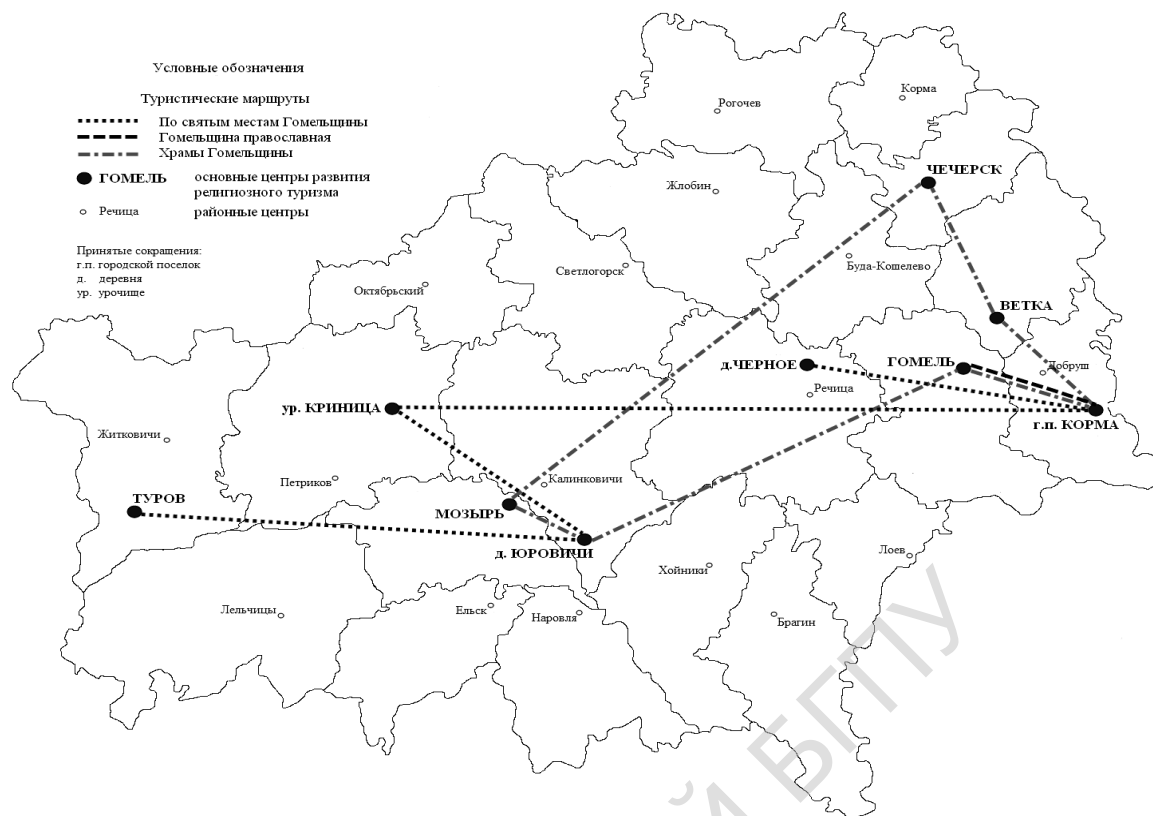 Условные обозначения
Туристические маршруты
По святым местам Гомельщины
Гомельщина православная
Храмы Гомельщины
ГОМЕЛЬ основные центры развития
религиозного туризма
Речица районные центры
Принятые сокращения:
г.п. городской поселок
д. деревня
ур. урочище
Корма
Рогочев
ЧЕЧЕРСК
Жлобин
Буда-Кошелево
Светлогорск
Октябрьский
ВЕТКА
д.ЧЕРНОЕ
ГОМЕЛЬ
Добруш
Речица
ур. КРИНИЦА
г.п. КОРМА
Житковичи
Петриков
Калинковичи
ТУРОВ
МОЗЫРЬ
д. ЮРОВИЧИ
Лоев
Хойники
Лельчицы
Ельск
Наровля
Брагин
Й БГПУ